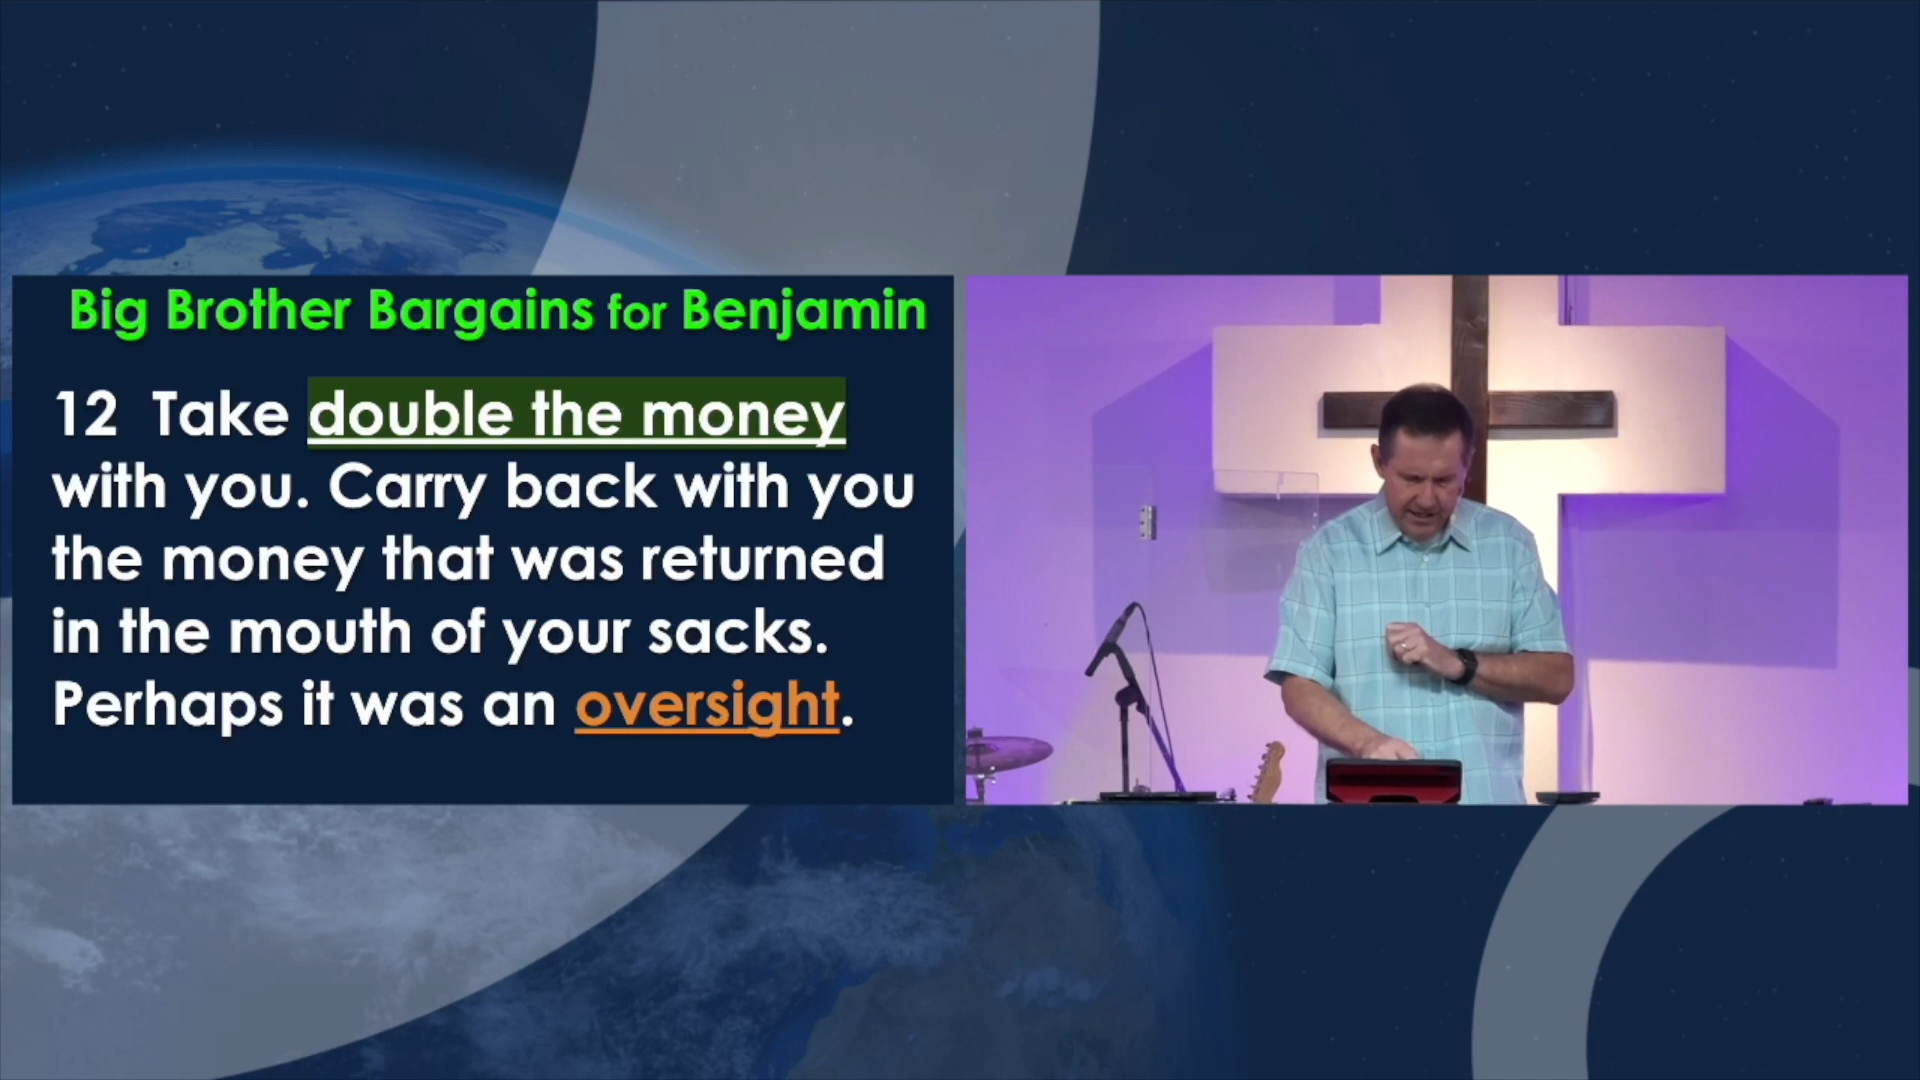 Big Brother Bargains for Benjamin
12 Take double the money
with you. Carry back with you
the money that was returned
in the mouth of your sacks.
Perhaps it was an oversight.